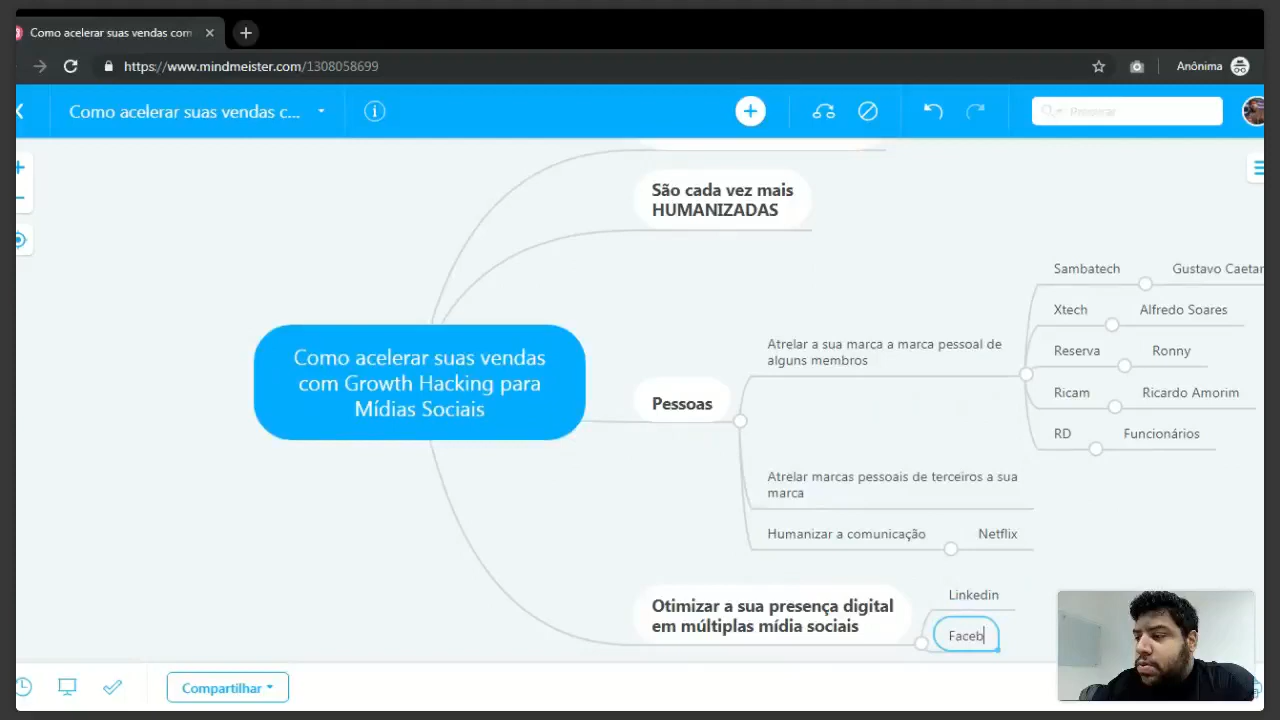 Como acelerar suas vendas com
https://www.mindmeister.com/1308058699
Anônima
Como acelerar suas vendas c...
Procurar
São cada vez mais
HUMANIZADAS
Sambatech
Gustavo Caetan
Xtech
Alfredo Soares
Atrelar a sua marca a marca pessoal de
alguns membros
Reserva
Ronny
Como acelerar suas vendas
com Growth Hacking para
Mídias Sociais
Ricam
Ricardo Amorim
Pessoas
RD
Funcionários
Atrelar marcas pessoais de terceiros a sua
marca
Humanizar a comunicação
Netflix
Otimizar a sua presença digital
em múltiplas mídia sociais
Linkedin
Faceb
Compartilhar